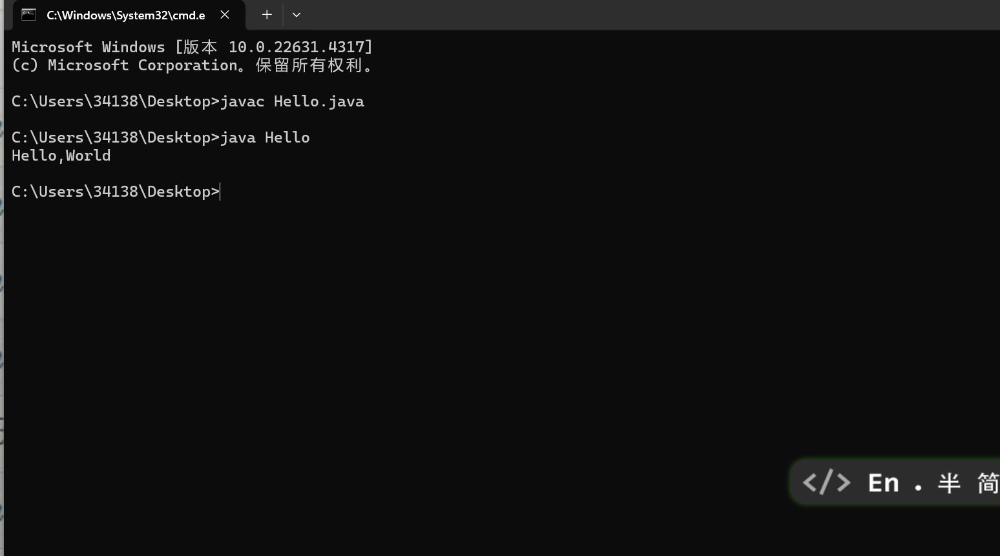 C:\Windows\System32\cmd.e
Microsoft Windows [版本 10.0.22631.4317]
(c) Microsoft Corporation。保留所有权利。
C:\Users\34138\Desktop>javac Hello.java
C:\Users\34138\Desktop>java Hello
Hello,World
C:\Users\34138\Desktop>
</> En . 半 简